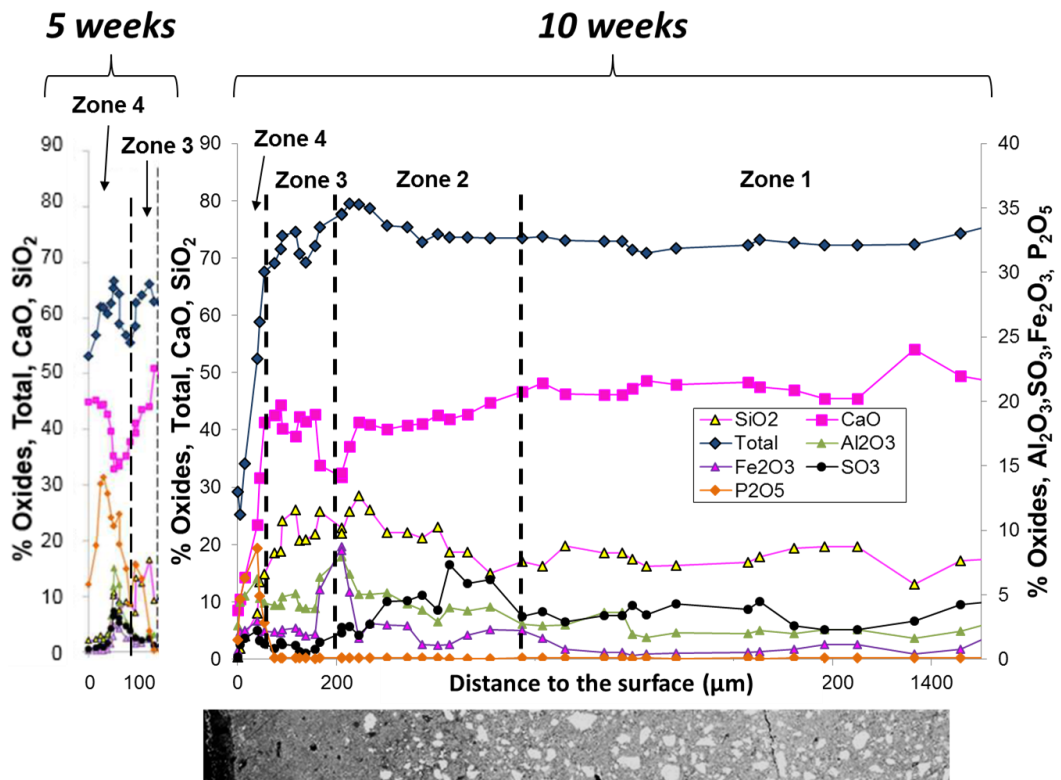 5 weeks
10 weeks
Zone 4
Zone 3
Zone 4
Zone 3
Zone 2
Zone 1
% Oxides, Total, CaO, SiO2
90
80
70
60
50
40
30
20
10
0
0 100
% Oxides, Total, CaO, SiO2
90
80
70
60
50
40
30
20
10
0
SiO2 CaO
Total Al2O3
Fe2O3 SO3
P2O5
40
35
30
25
20
15
10
5
0
% Oxides, Al2O3, SO3, Fe2O3, P2O5
0 200 Distance to the surface (µm) 200 1400